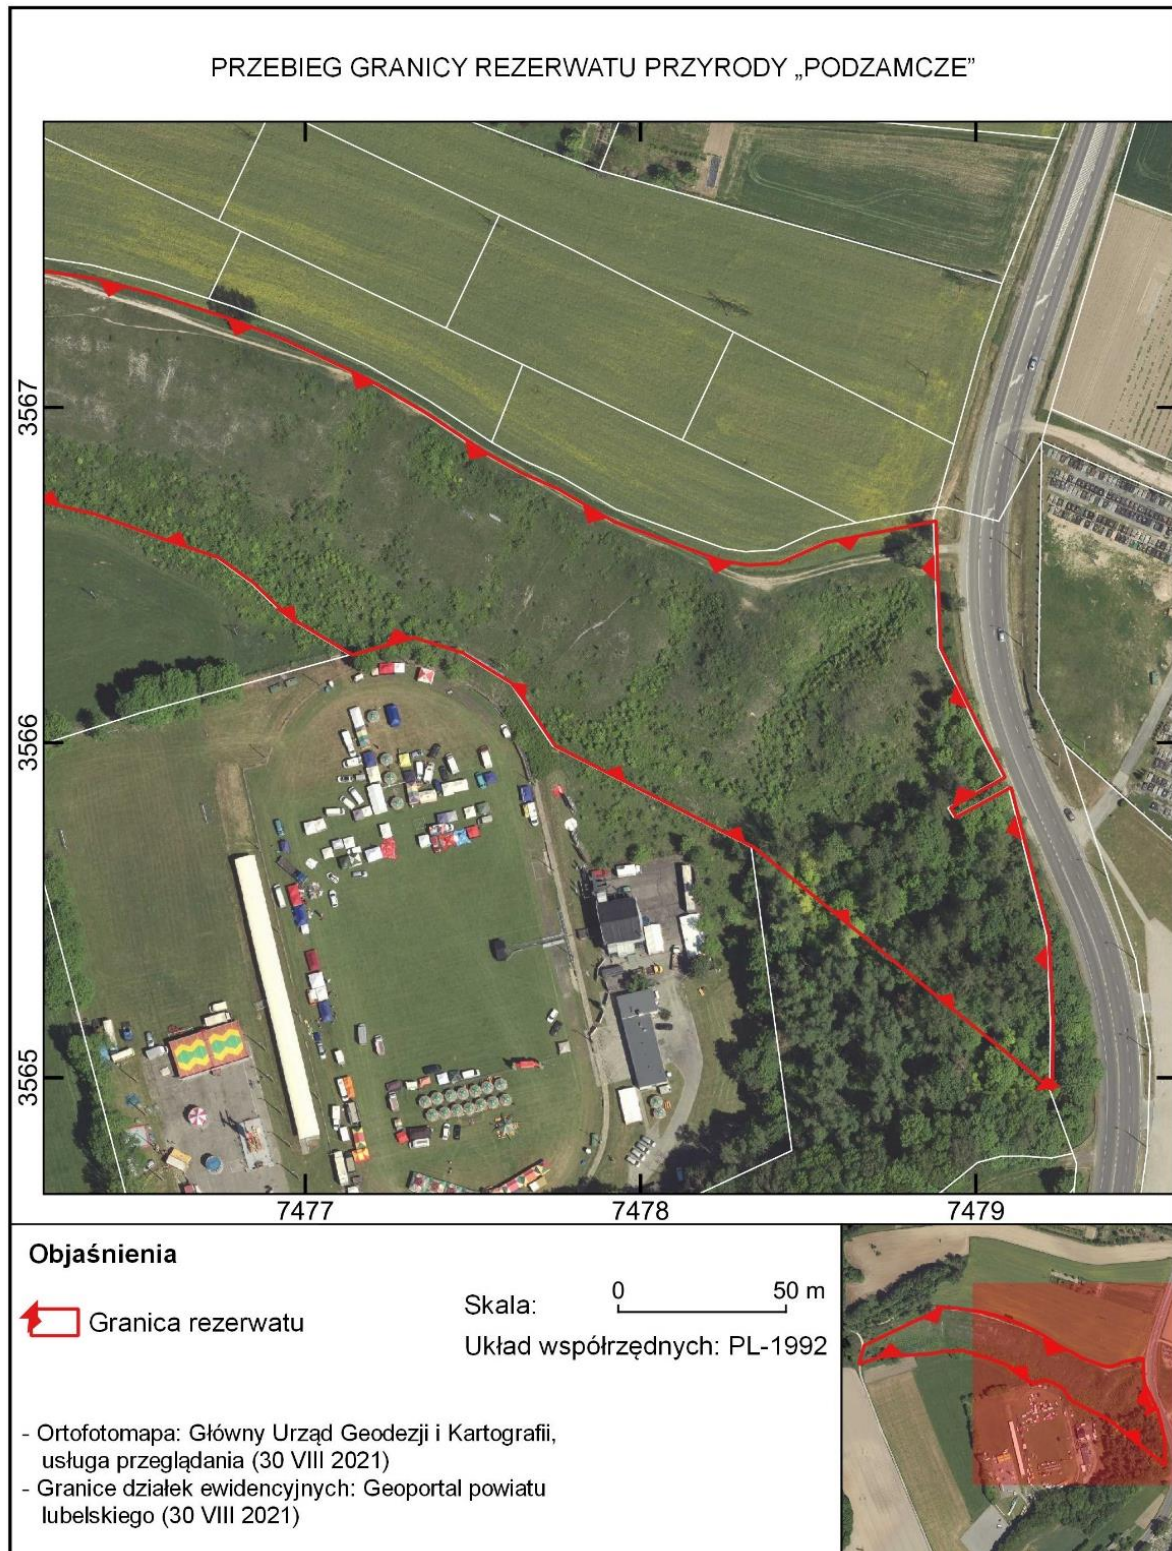 PRZEBIEG GRANICY REZERWATU PRZYRODY „PODZAMCZE”
3567
3566
3565
7477
7478
7479
Objaśnienia
Granica rezerwatu
Skala:
0
50 m
Układ współrzędnych: PL-1992
- Ortofotomapa: Główny Urząd Geodezji i Kartografii,
usługa przeglądania (30 VIII 2021)
- Granice działek ewidencyjnych: Geoportal powiatu
lubelskiego (30 VIII 2021)